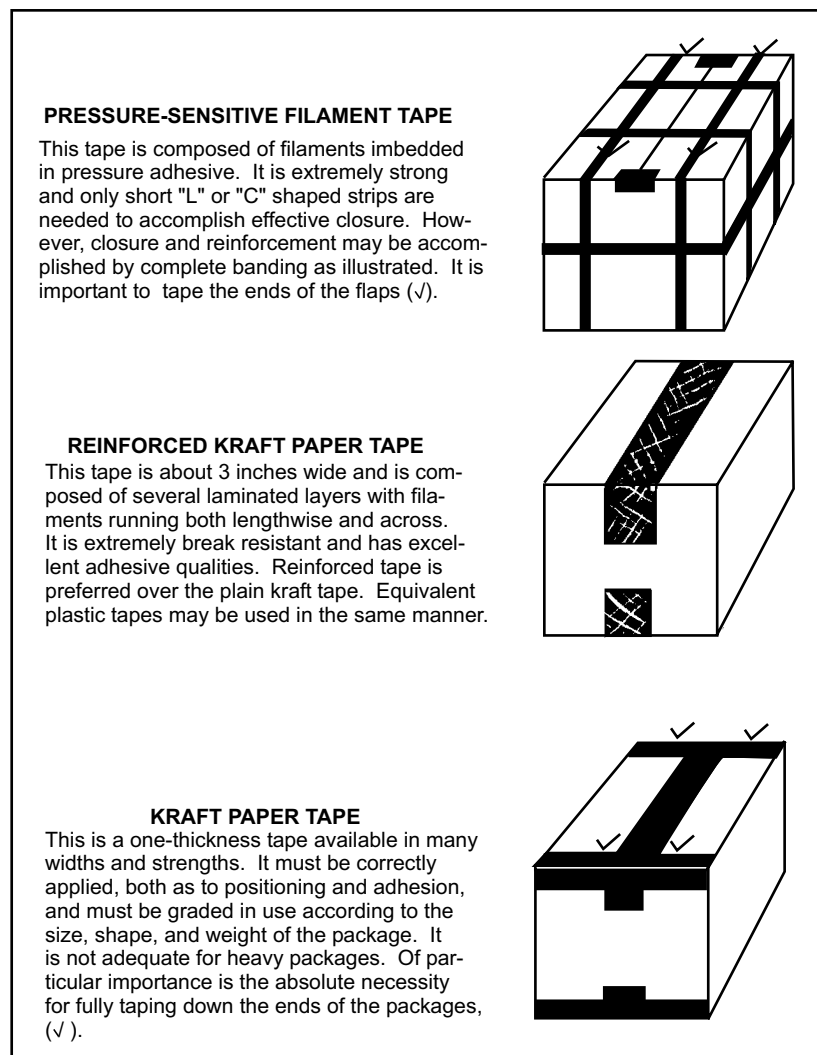 PRESSURE-SENSITIVE FILAMENT TAPE
This tape is composed of filaments imbedded
in pressure adhesive. It is extremely strong
and only short "L" or "C" shaped strips are
needed to accomplish effective closure. How-
ever, closure and reinforcement may be accom-
plished by complete banding as illustrated. It is
important to tape the ends of the flaps (√).
REINFORCED KRAFT PAPER TAPE
This tape is about 3 inches wide and is com-
posed of several laminated layers with fila-
ments running both lengthwise and across.
It is extremely break resistant and has excel-
lent adhesive qualities. Reinforced tape is
preferred over the plain kraft tape. Equivalent
plastic tapes may be used in the same manner.
KRAFT PAPER TAPE
This is a one-thickness tape available in many
widths and strengths. It must be correctly
applied, both as to positioning and adhesion,
and must be graded in use according to the
size, shape, and weight of the package. It
is not adequate for heavy packages. Of par-
ticular importance is the absolute necessity
for fully taping down the ends of the packages,
(√ ).